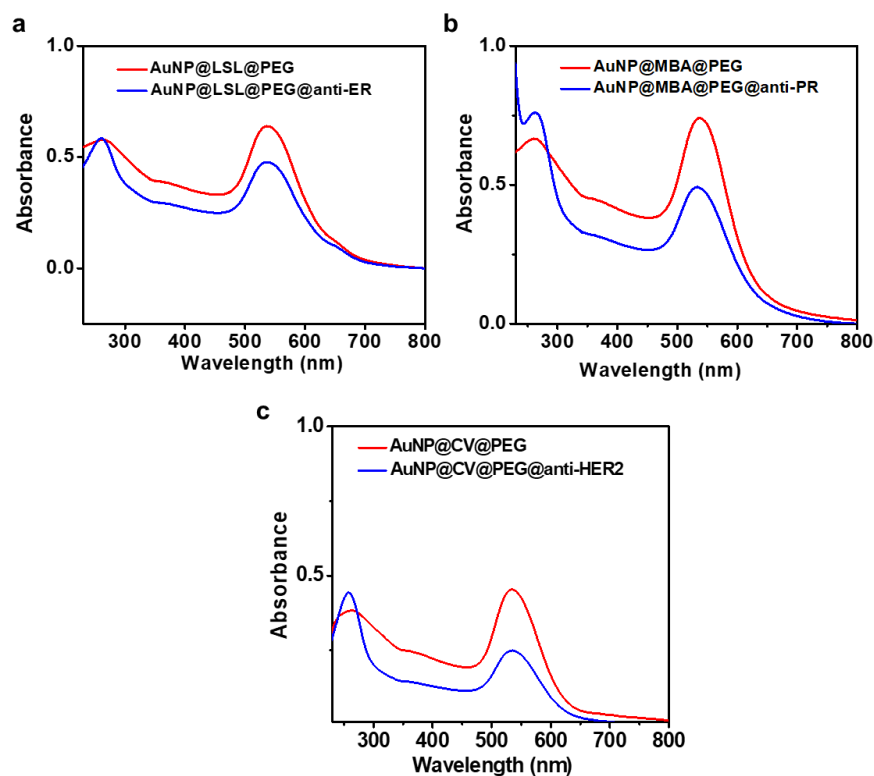 a
1.0
0.5
0.0
Absorbance
AuNP@LSL@PEG
AuNP@LSL@PEG@anti-ER
300 400 500 600 700 800
Wavelength (nm)
b
1.0
0.5
0.0
Absorbance
AuNP@MBA@PEG
AuNP@MBA@PEG@anti-PR
300 400 500 600 700 800
Wavelength (nm)
c
1.0
0.5
Absorbance
AuNP@CV@PEG
AuNP@CV@PEG@anti-HER2
300 400 500 600 700 800
Wavelength (nm)